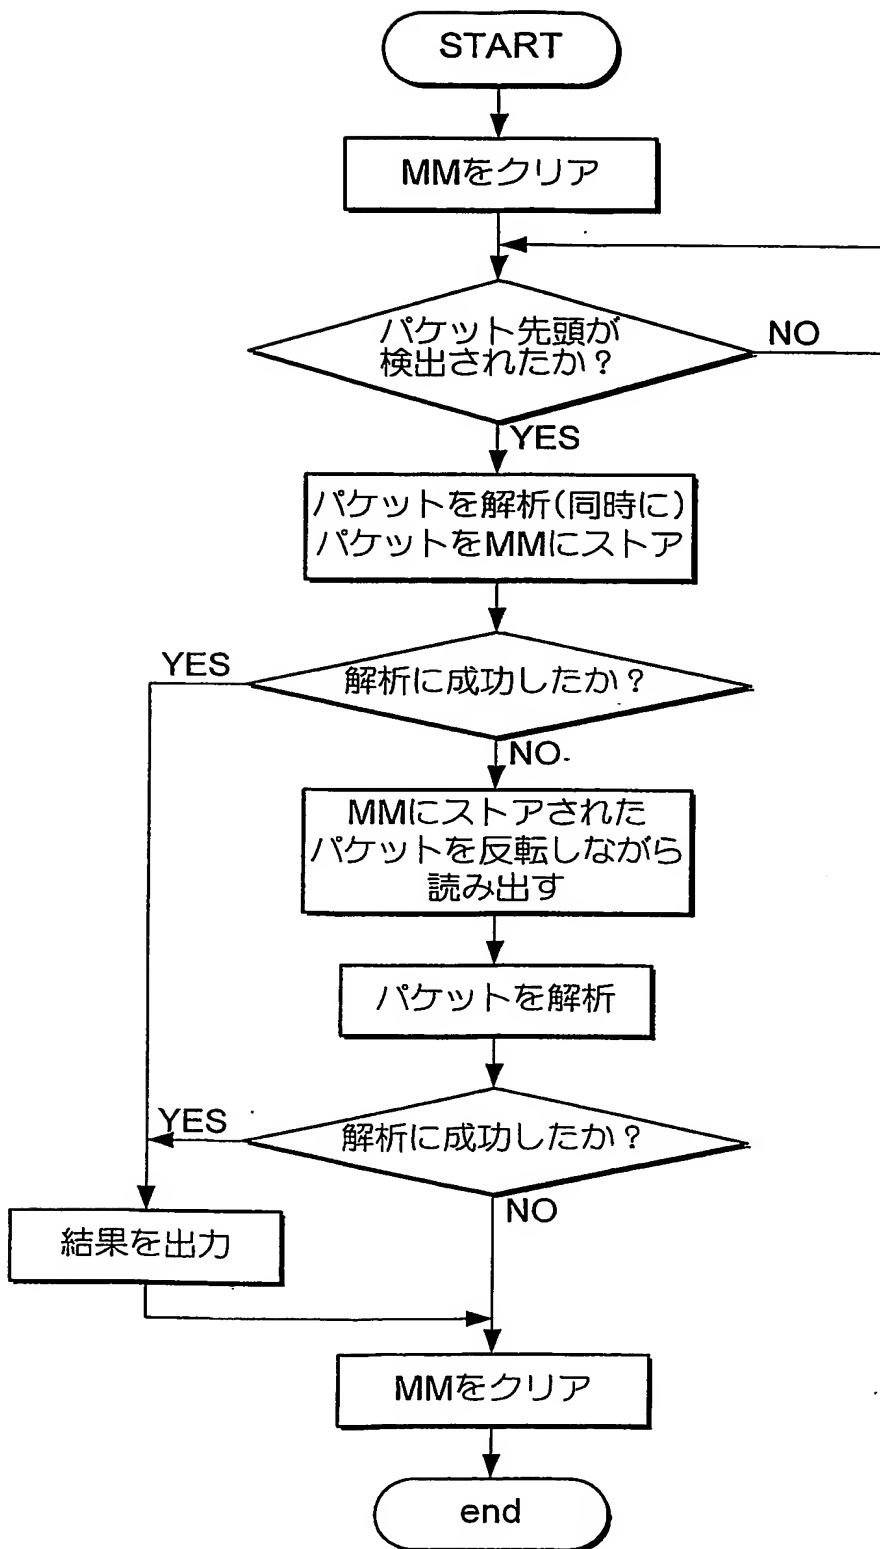 START
MMをクリア
パケット先頭が
検出されたか？
NO
YES
パケットを解析(同時に)
パケットをMMにストア
解析に成功したか？
YES
NO.
MMにストアされた
パケットを反転しながら
読み出す
パケットを解析
解析に成功したか？
YES
NO
結果を出力
MMをクリア
end